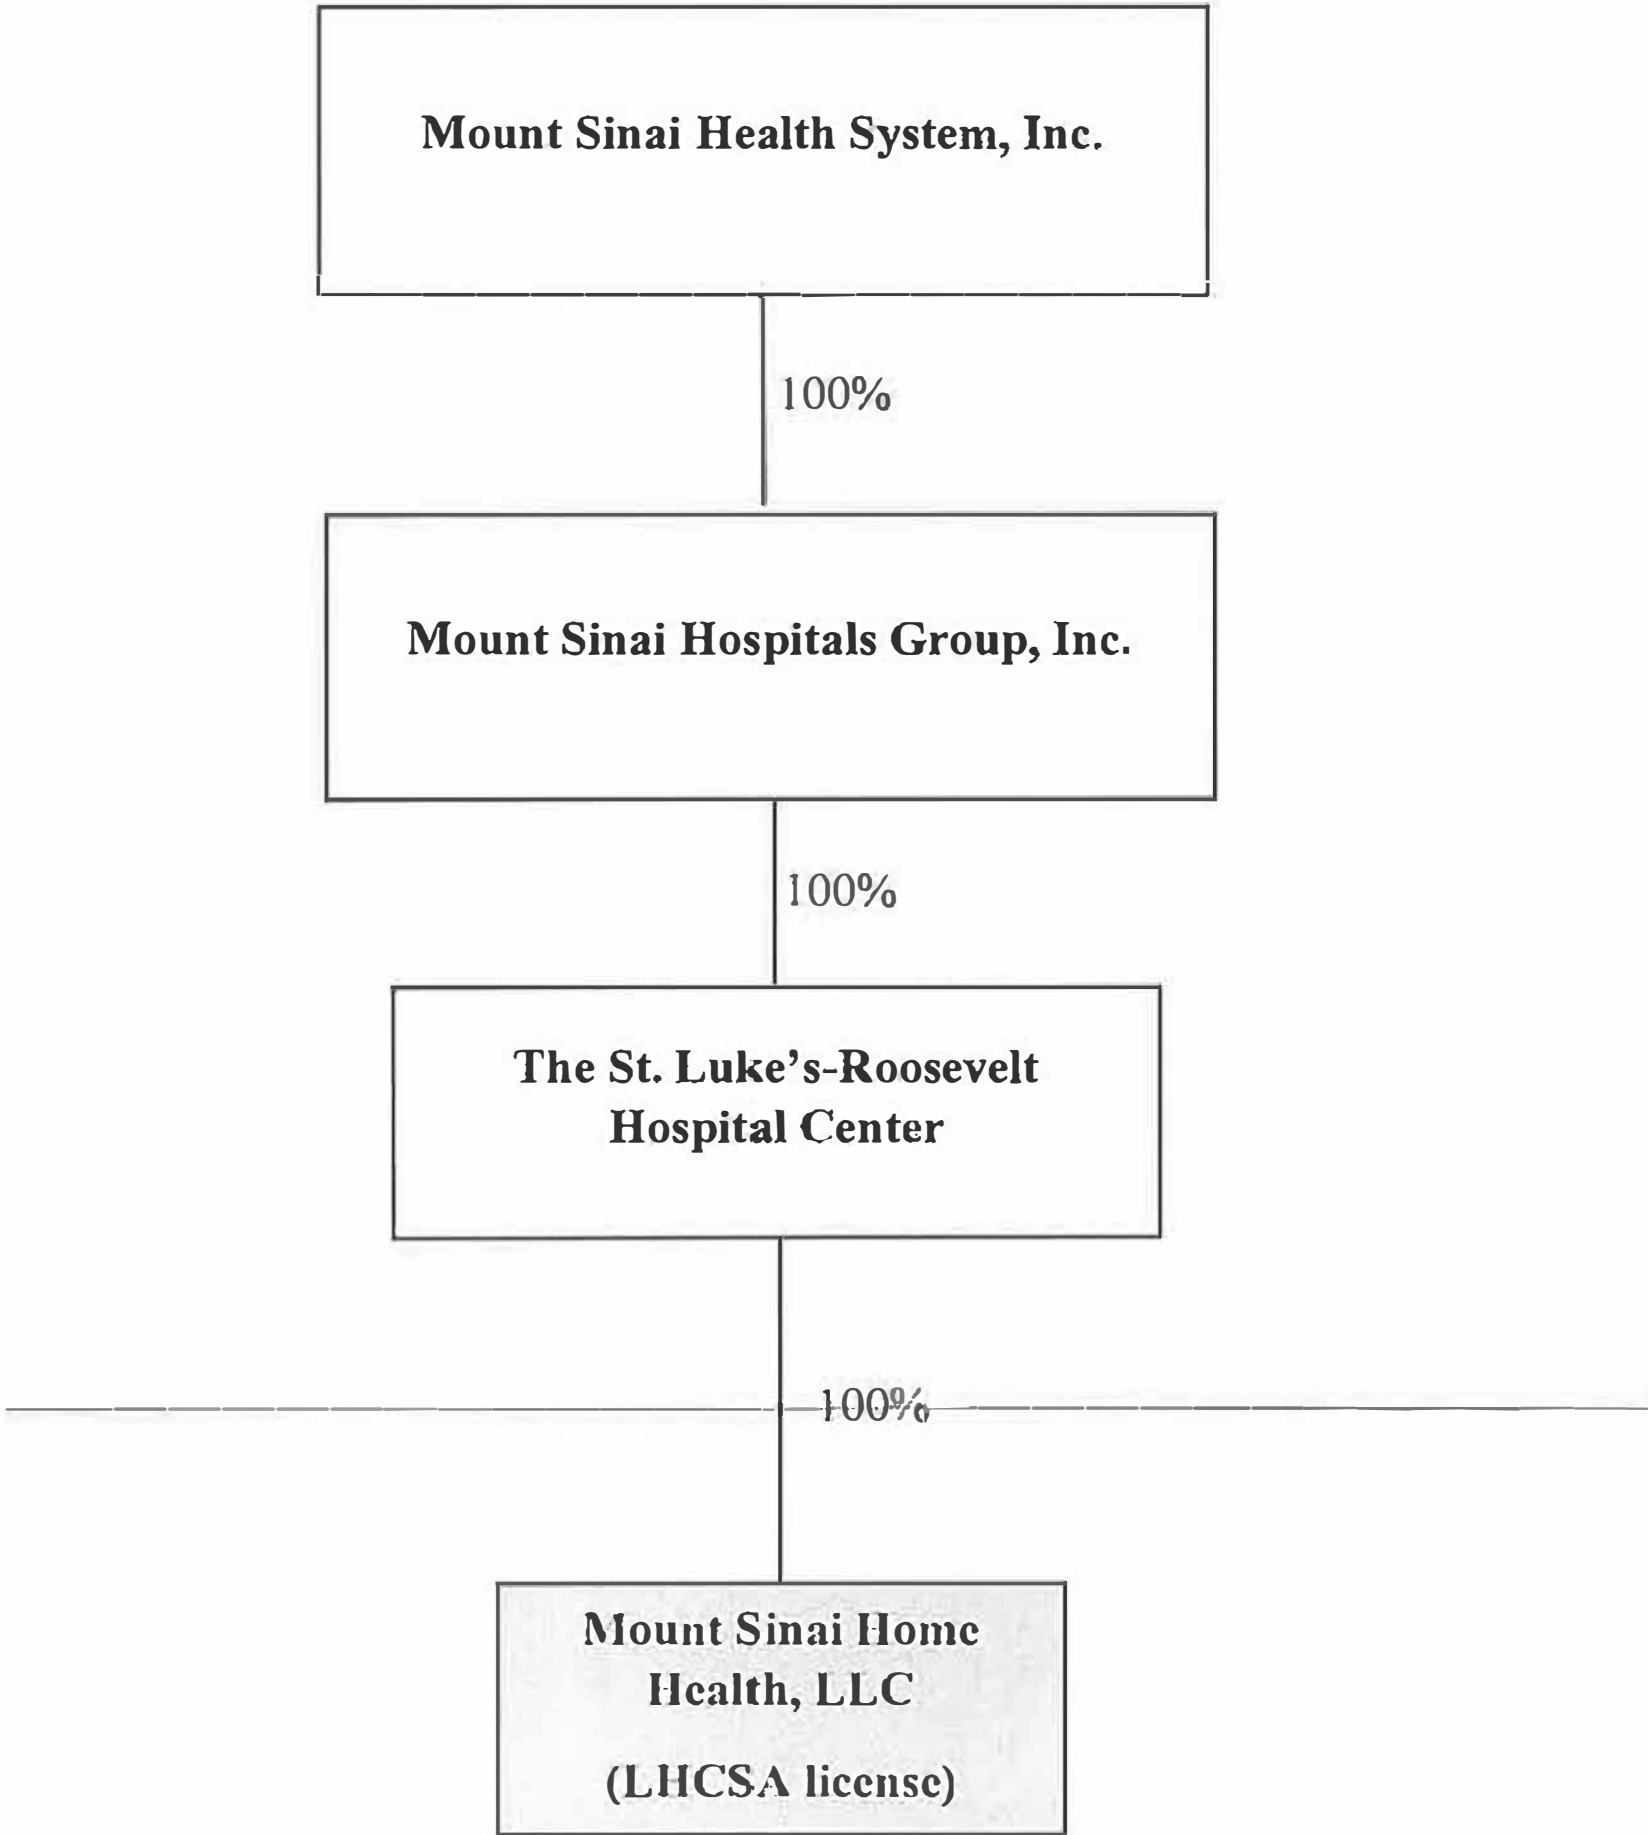 Mount Sinai Health System, Inc.
100%
Mount Sinai Hospitals Group, Inc.
100%
The St. Luke’s-Roosevelt
Hospital Center
100%
Mount Sinai Home
Health, LLC
(LHCSA license)